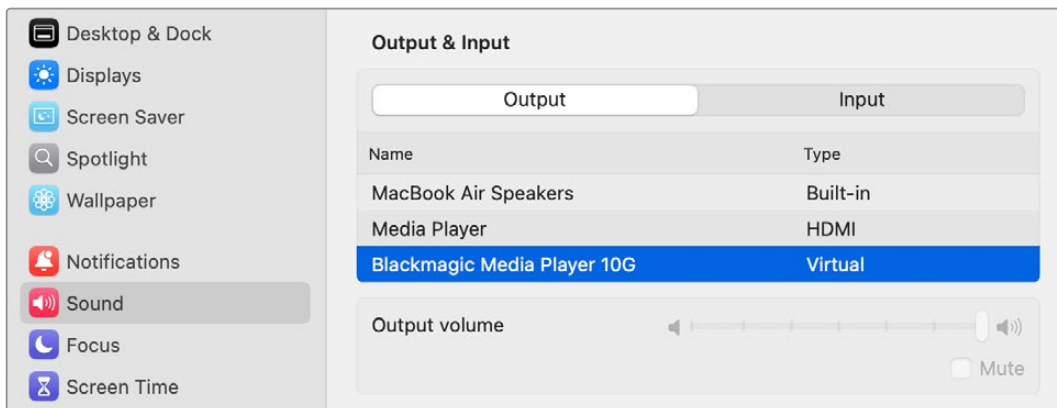 Desktop & Dock
Displays
Screen Saver
Spotlight
Wallpaper
Notifications
Sound
Focus
Screen Time
Output & Input
Output Input
Name Type
MacBook Air Speakers Built-in
Media Player HDMI
Blackmagic Media Player 10G Virtual
Output volume
Mute